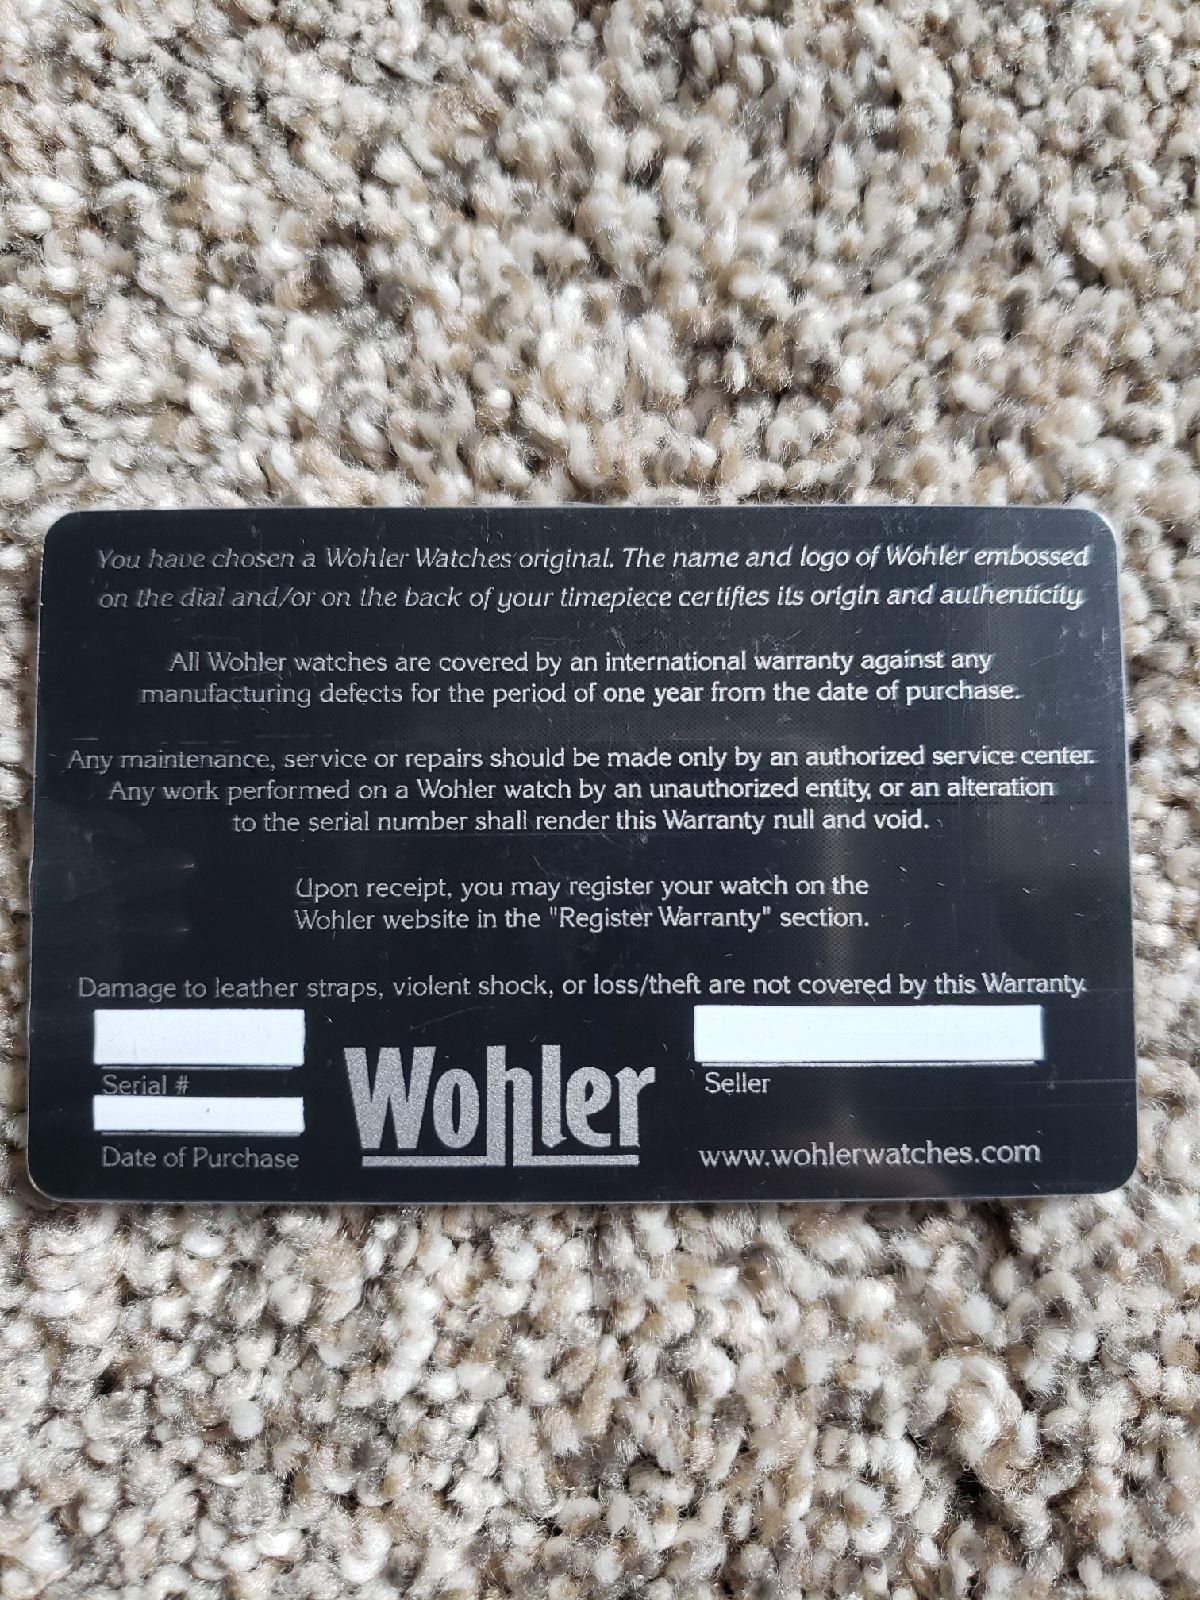 You have chosen a Wohler Watches original. The name and logo of Wohler embossed
on the dial and/or on the back of your timepiece certifies its origin and authenticity.
All Wohler watches are covered by an international warranty against any
manufacturing defects for the period of one year from the date of purchase.
Any maintenance, service or repairs should be made only by an authorized service center.
Any work performed on a Wohler watch by an unauthorized entity, or an alteration
to the serial number shall render this Warranty null and void.
Upon receipt, you may register your watch on the
Wohler website in the "Register Warranty" section.
Damage to leather straps, violent shock, or loss/theft are not covered by this Warranty.
Serial #
Date of Purchase
Wohler
Seller
www.wohlerwatches.com